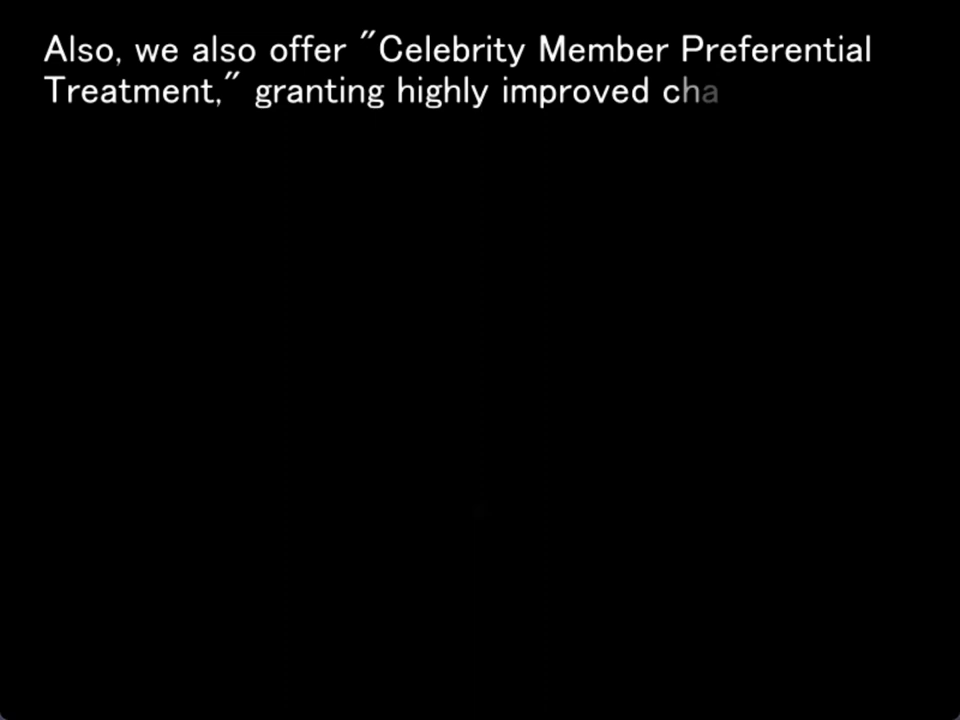 Also, we also offer "Celebrity Member Preferential
Treatment," granting highly improved cha